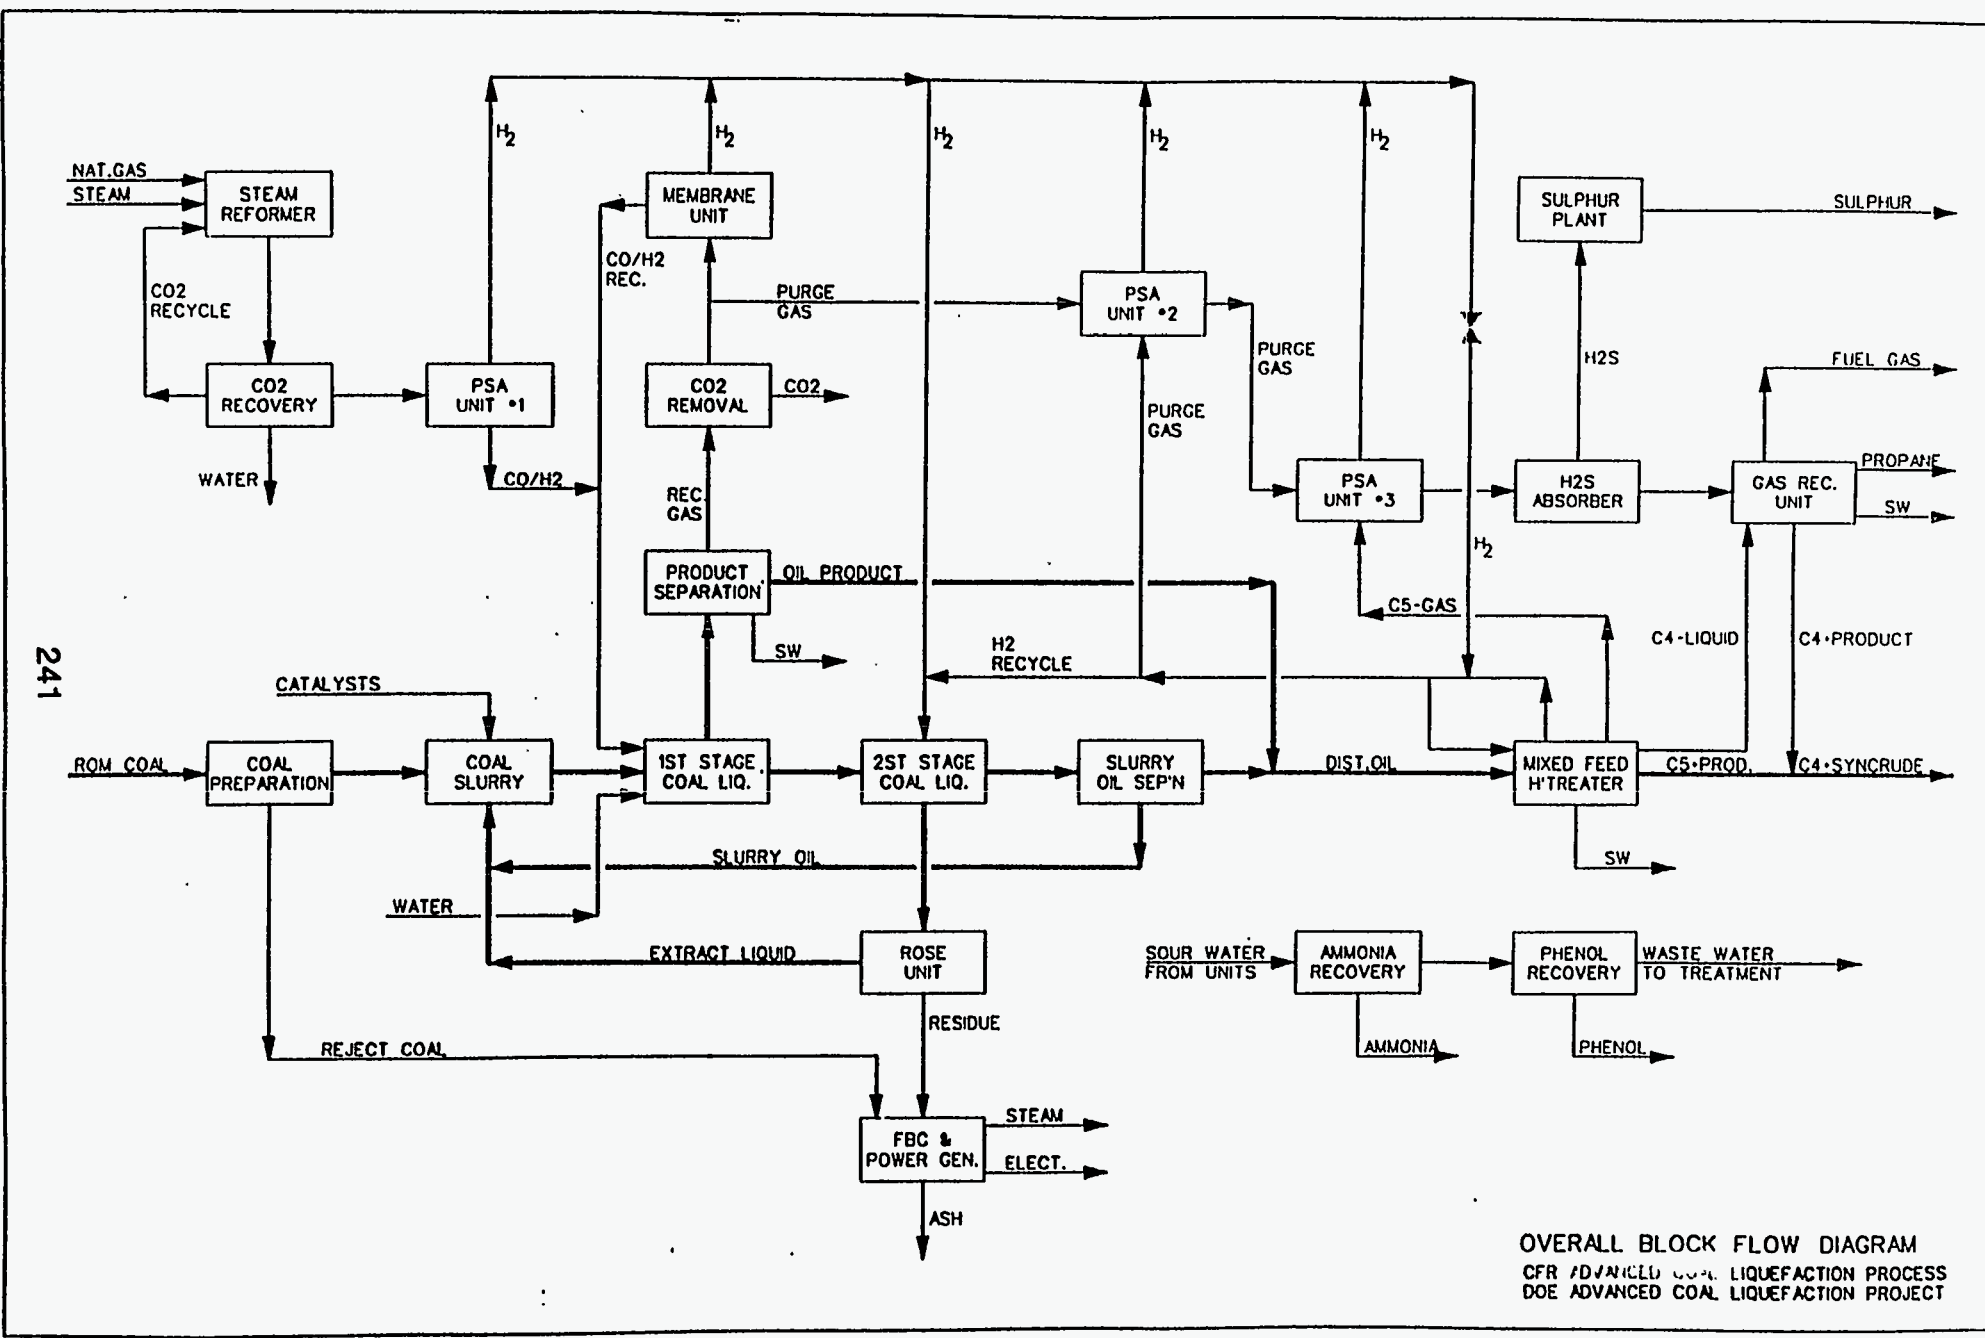 H2
H2
H2
H2
H2
NAT.GAS
STEAM
STEAM
REFORMER
MEMBRANE
UNIT
SULPHUR
PLANT
SULPHUR
CO2
RECYCLE
CO/H2
REC.
PURGE
GAS
PSA
UNIT •2
PURGE
GAS
H2S
FUEL GAS
CO2
RECOVERY
PSA
UNIT •1
CO2
REMOVAL
CO2
PURGE
GAS
WATER
CO/H2
REC.
GAS
PSA
UNIT •3
H2S
ABSORBER
GAS REC.
UNIT
PROPANE
SW
H2
PRODUCT
SEPARATION
OIL PRODUCT
C5-GAS
SW
H2
RECYCLE
C4-LIQUID
C4+PRODUCT
241
CATALYSTS
ROM COAL
COAL
PREPARATION
COAL
SLURRY
1ST STAGE
COAL LIQ.
2ST STAGE
COAL LIQ.
SLURRY
OIL SEP'N
DIST.OIL
MIXED FEED
H'TREATER
C5+PROD.
C4+SYNCRUDE
SLURRY OIL
SW
WATER
EXTRACT LIQUID
ROSE
UNIT
SOUR WATER
FROM UNITS
AMMONIA
RECOVERY
PHENOL
RECOVERY
WASTE WATER
TO TREATMENT
RESIDUE
REJECT COAL
AMMONIA
PHENOL
FBC &
POWER GEN.
STEAM
ELECT.
ASH
OVERALL BLOCK FLOW DIAGRAM
CFR ADVANCED COAL LIQUEFACTION PROCESS
DOE ADVANCED COAL LIQUEFACTION PROJECT